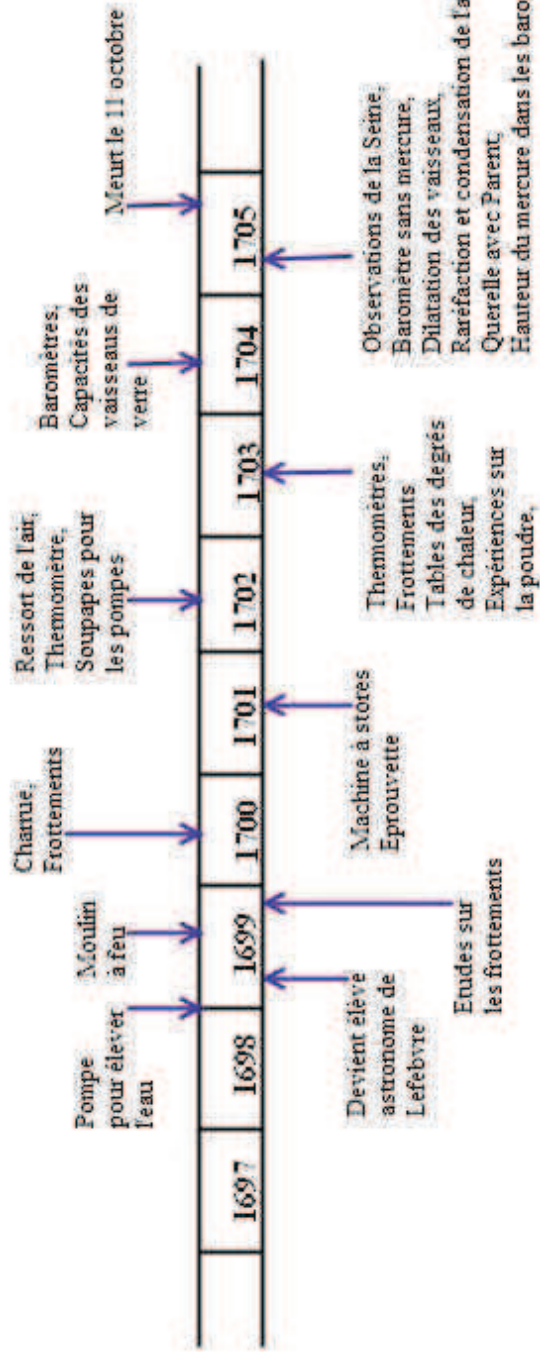 Pompe
pour élever
l'eau
Moulin
à feu
Charrue,
Frottements
Ressort de l'air,
Thermomètre,
Soupapes pour
les pompes
Baromètres,
Capacités des
vaisseaus de
verre
Meurt le 11 octobre
1697
1698
1699
1700
1701
1702
1703
1704
1705
Devient élève
astronome de
Lefebvre
Etudes sur
les frottements
Machine à stores
Eprouvette
Thermomètres,
Frottements
Tables des degrés
de chaleur,
Expériences sur
la poudre,
Observations de la Seine,
Baromètre sans mercure,
Dilatation des vaisseaux,
Raréfaction et condensation de l'a
Querelle avec Parent,
Hauteur du mercure dans les baro